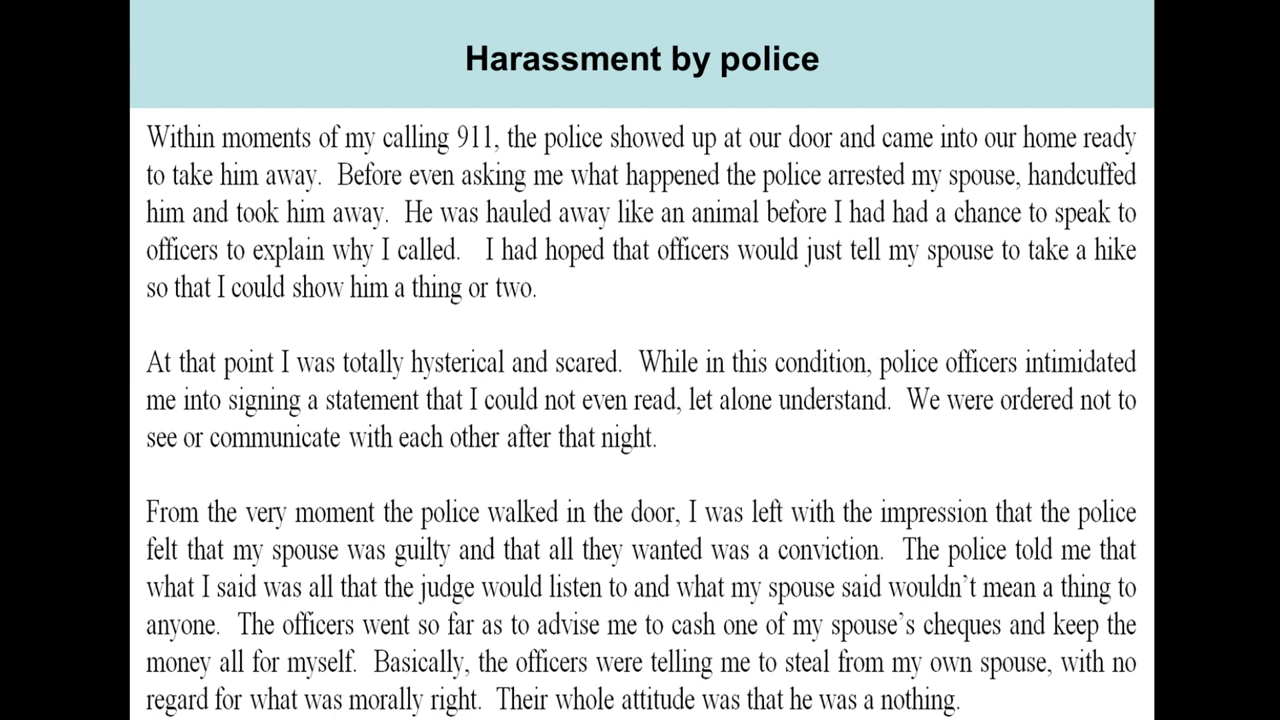 Harassment by police
Within moments of my calling 911, the police showed up at our door and came into our home ready
to take him away.  Before even asking me what happened the police arrested my spouse, handcuffed
him and took him away.  He was hauled away like an animal before I had had a chance to speak to
officers to explain why I called.   I had hoped that officers would just tell my spouse to take a hike
so that I could show him a thing or two.
At that point I was totally hysterical and scared.  While in this condition, police officers intimidated
me into signing a statement that I could not even read, let alone understand.  We were ordered not to
see or communicate with each other after that night.
From the very moment the police walked in the door, I was left with the impression that the police
felt that my spouse was guilty and that all they wanted was a conviction.  The police told me that
what I said was all that the judge would listen to and what my spouse said wouldn’t mean a thing to
anyone.  The officers went so far as to advise me to cash one of my spouse’s cheques and keep the
money all for myself.  Basically, the officers were telling me to steal from my own spouse, with no
regard for what was morally right.  Their whole attitude was that he was a nothing.